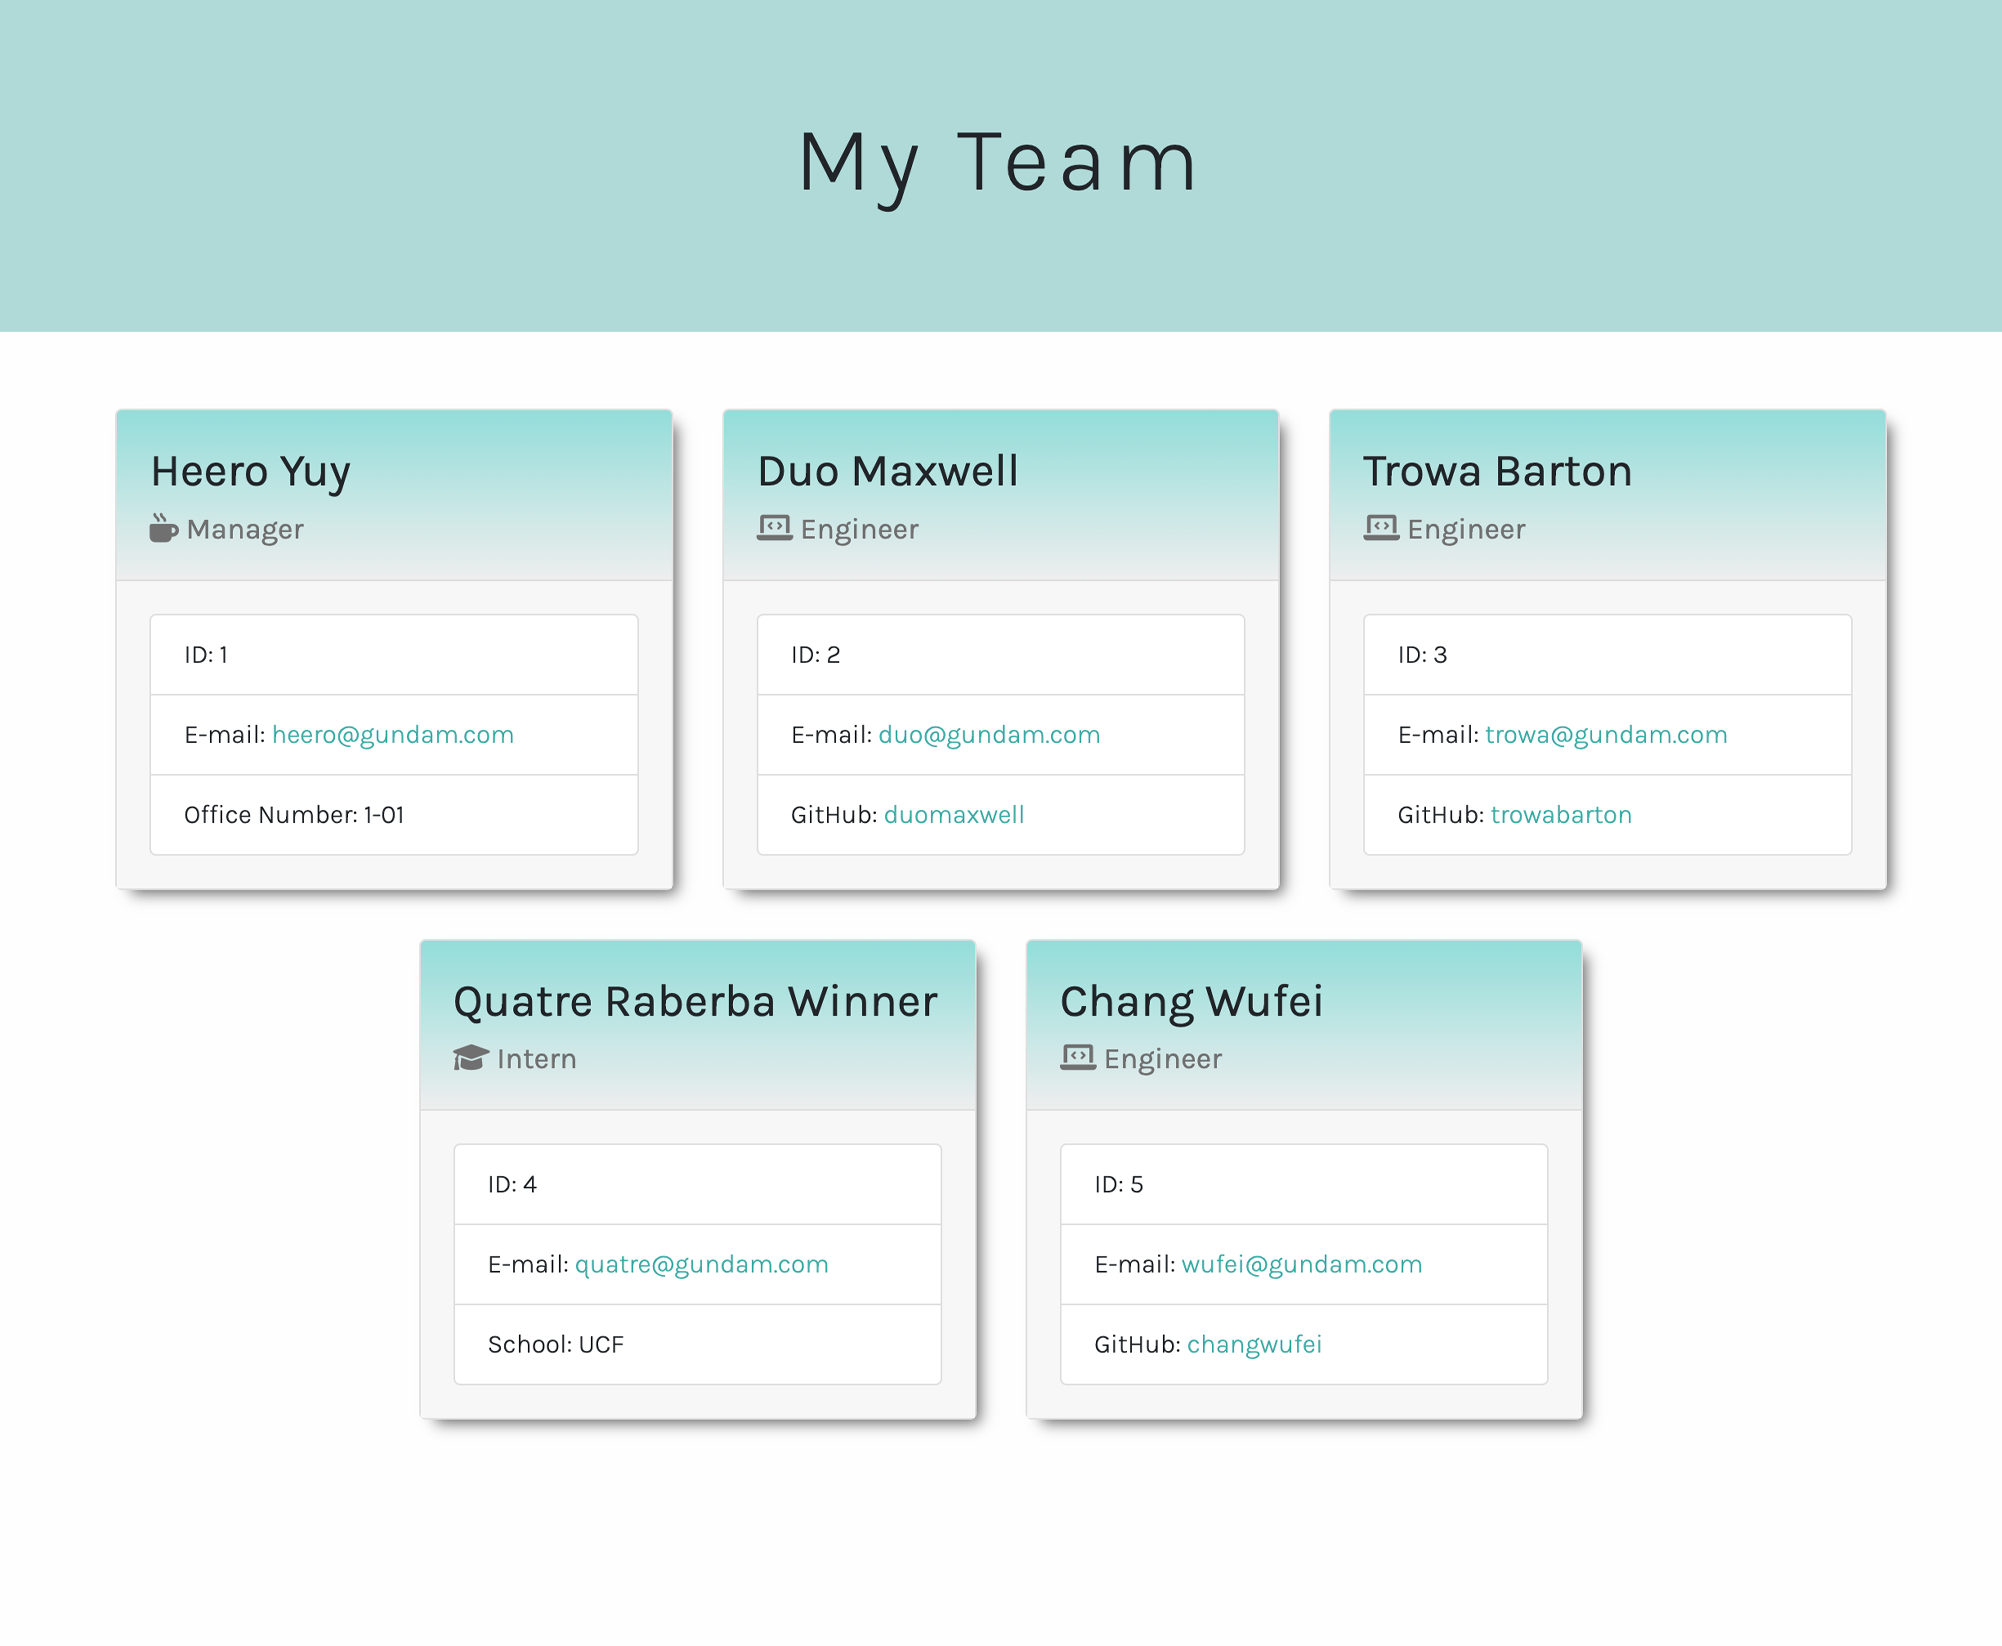 My Team
Heero Yuy
Manager
ID: 1
E-mail: heero@gundam.com
Office Number: 1-01
Duo Maxwell
Engineer
ID: 2
E-mail: duo@gundam.com
GitHub: duomaxwell
Trowa Barton
Engineer
ID: 3
E-mail: trowa@gundam.com
GitHub: trowabarton
Quatre Raberba Winner
Intern
ID: 4
E-mail: quatre@gundam.com
School: UCF
Chang Wufei
Engineer
ID: 5
E-mail: wufei@gundam.com
GitHub: changwufei